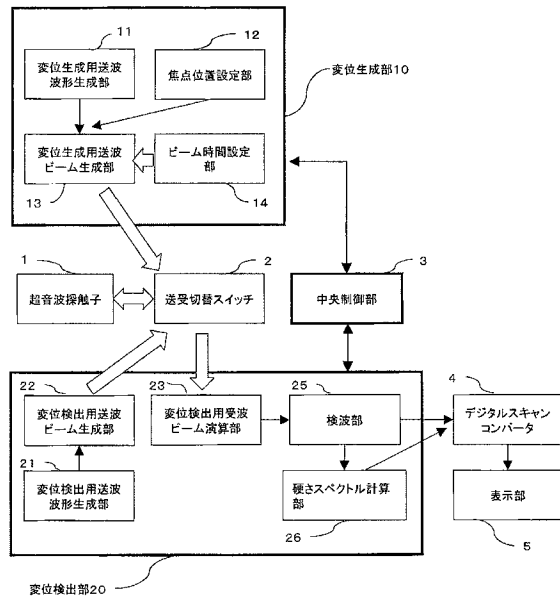 11
12
変位生成用送波
波形生成部
焦点位置設定部
変位生成部10
変位生成用送波
ビーム生成部
ビーム時間設定
部
13
14
1
2
3
超音波探触子
送受切替スイッチ
中央制御部
22
23
25
4
変位検出用送波
ビーム生成部
変位検出用受波
ビーム演算部
検波部
デジタルスキャン
コンバータ
21
変位検出用送波
波形生成部
硬さスペクトル計算
部
表示部
26
5
変位検出部20